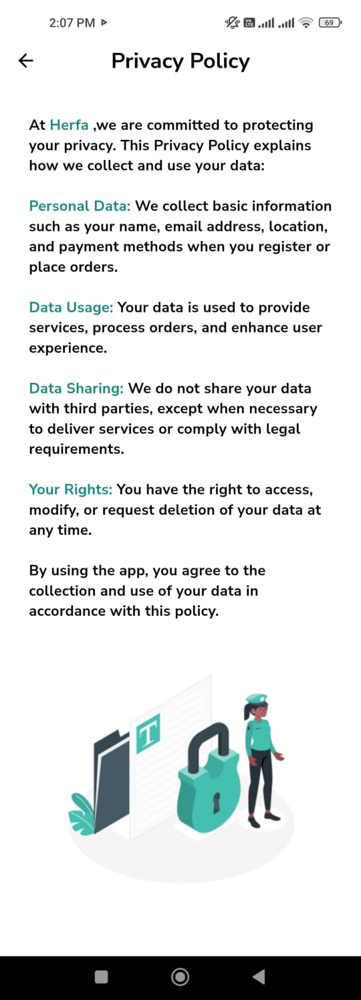 2:07 PM
VO LTE
69
Privacy Policy
At Herfa ,we are committed to protecting
your privacy. This Privacy Policy explains
how we collect and use your data:
Personal Data: We collect basic information
such as your name, email address, location,
and payment methods when you register or
place orders.
Data Usage: Your data is used to provide
services, process orders, and enhance user
experience.
Data Sharing: We do not share your data
with third parties, except when necessary
to deliver services or comply with legal
requirements.
Your Rights: You have the right to access,
modify, or request deletion of your data at
any time.
By using the app, you agree to the
collection and use of your data in
accordance with this policy.
T